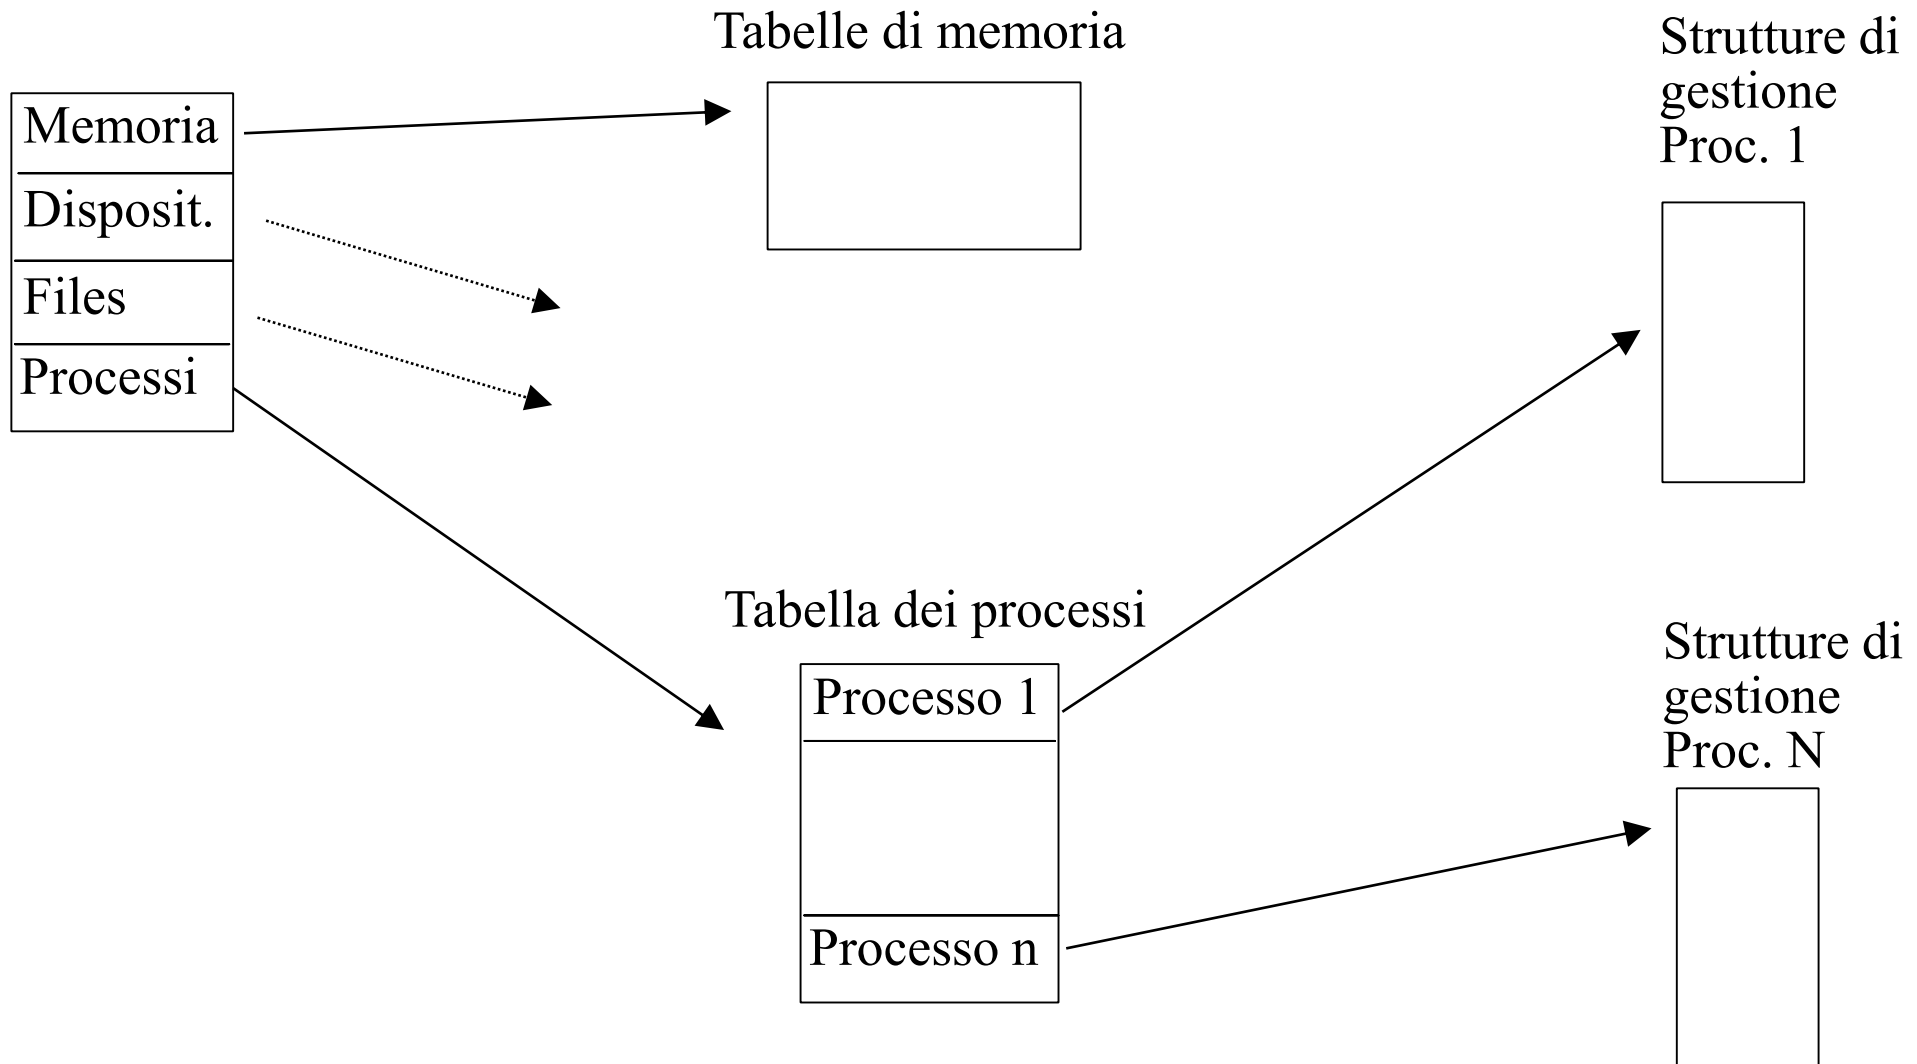 Tabelle di memoria
Memoria
Disposit.
Files
Processi
Strutture di
gestione
Proc. 1
Tabella dei processi
Processo 1
Processo n
Strutture di
gestione
Proc. N